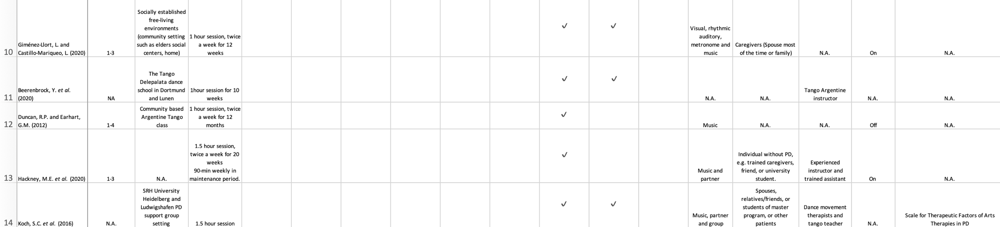 10
Giménez-Llort, L. and
Castillo-Mariqueo, L. (2020)
1-3
Socially established
free-living
environments
(community setting
such as elders social
centers, home)
1 hour session, twice
a week for 12
weeks
✓
✓
Visual, rhythmic
auditory,
metronome and
music
Caregivers (Spouse most
of the time or family)
N.A.
On
N.A.
11
Beerenbrock, Y. et al.
(2020)
NA
The Tango
Delepalata dance
school in Dortmund
and Lunen
1hour session for 10
weeks
✓
✓
N.A.
N.A.
Tango Argentine
instructor
N.A.
N.A.
12
Duncan, R.P. and Earhart,
G.M. (2012)
1-4
Community based
Argentine Tango
class
1 hour session, twice
a week for 12
months
✓
Music
N.A.
N.A.
Off
N.A.
13
Hackney, M.E. et al. (2020)
1-3
N.A.
1.5 hour session,
twice a week for 20
weeks
90-min weekly in
maintenance period.
✓
Music and
partner
Individual without PD,
e.g. trained caregivers,
friend, or university
student.
Experienced
instructor and
trained assistant
On
N.A.
14
Koch, S.C. et al. (2016)
N.A.
SRH University
Heidelberg and
Ludwigshafen PD
support group
setting
1.5 hour session
✓
✓
Music, partner
and group
Spouses,
relatives/friends, or
students of master
program, or other
patients
Dance movement
therapists and
tango teacher
N.A.
Scale for Therapeutic Factors of Arts
Therapies in PD